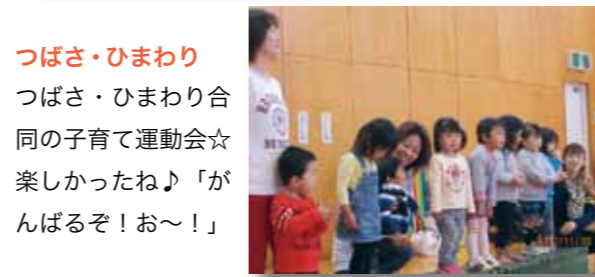 つばさ・ひまわり
つばさ・ひまわり合
同の子育て運動会☆
楽しかったね♪「が
んばるぞ！お〜！」